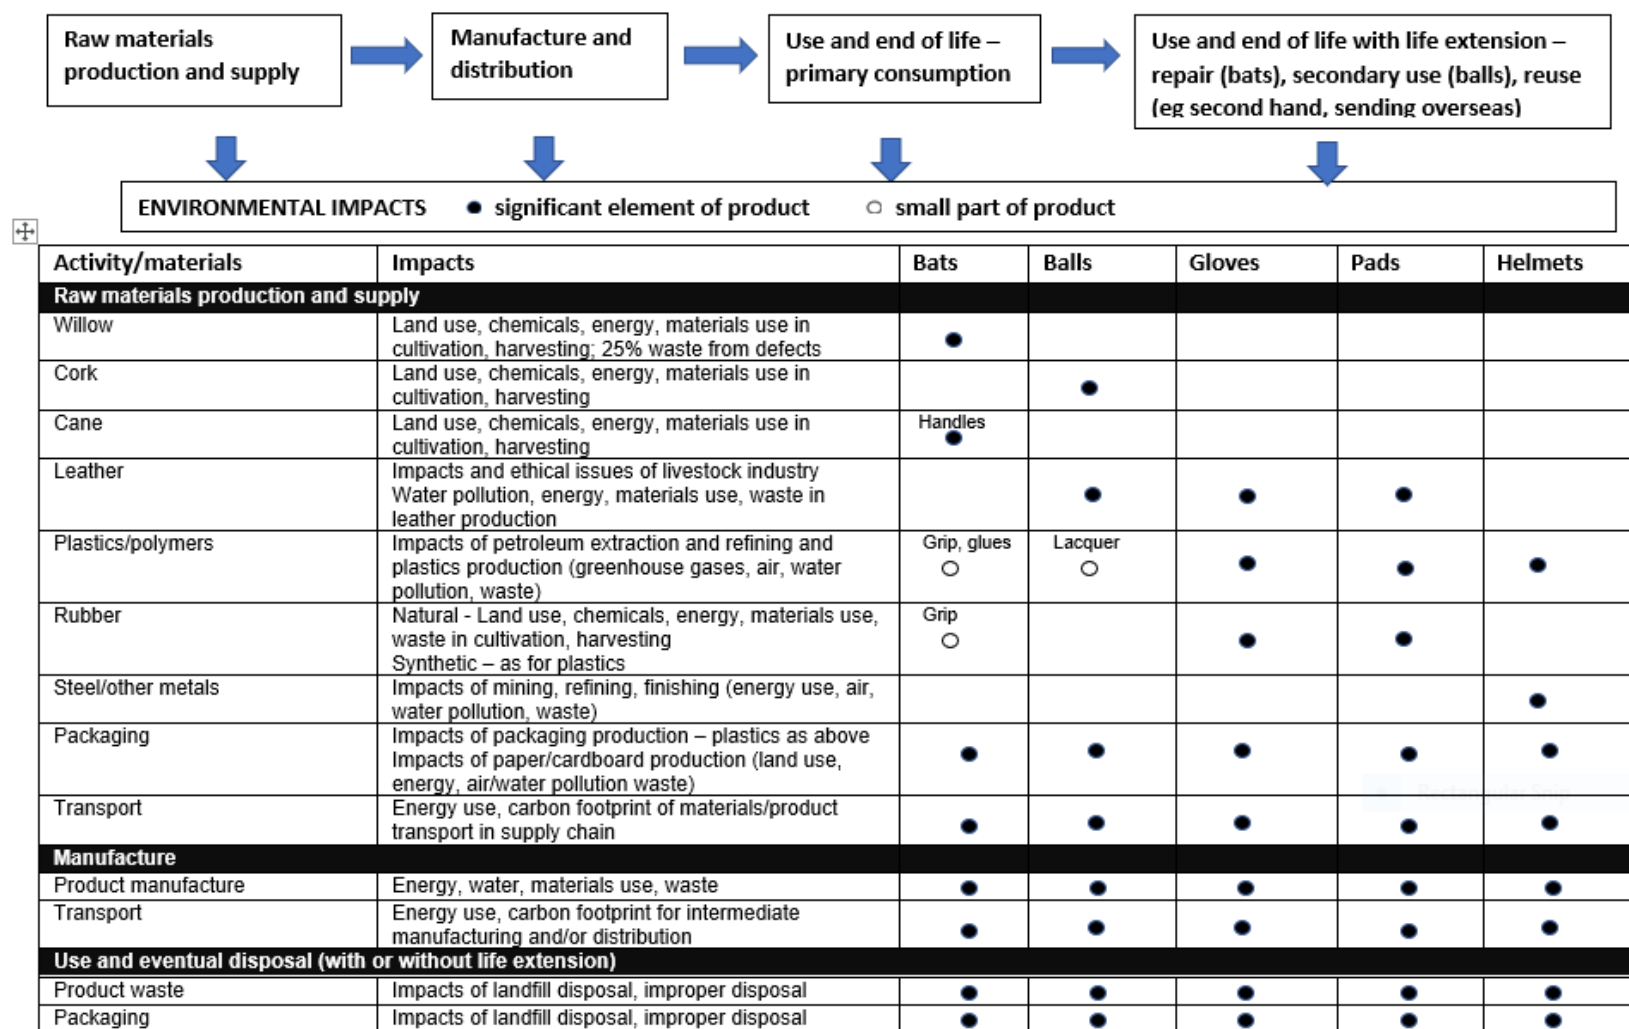 Raw materials
production and supply
Manufacture and
distribution
Use and end of life –
primary consumption
Use and end of life with life extension –
repair (bats), secondary use (balls), reuse
(eg second hand, sending overseas)
ENVIRONMENTAL IMPACTS ● significant element of product ○ small part of product
Activity/materials Impacts Bats Balls Gloves Pads Helmets
Raw materials production and supply
Willow Land use, chemicals, energy, materials use in
cultivation, harvesting; 25% waste from defects
Cork Land use, chemicals, energy, materials use in
cultivation, harvesting
Cane Land use, chemicals, energy, materials use in Handles
cultivation, harvesting
Leather Impacts and ethical issues of livestock industry
Water pollution, energy, materials use, waste in
leather production
Plastics/polymers Impacts of petroleum extraction and refining and Grip, glues Lacquer
plastics production (greenhouse gases, air, water
pollution, waste)
Rubber Natural - Land use, chemicals, energy, materials use, Grip
waste in cultivation, harvesting
Synthetic – as for plastics
Steel/other metals Impacts of mining, refining, finishing (energy use, air,
water pollution, waste)
Packaging Impacts of packaging production – plastics as above
Impacts of paper/cardboard production (land use,
energy, air/water pollution waste)
Rectangular Snip
Transport Energy use, carbon footprint of materials/product
transport in supply chain
Manufacture
Product manufacture Energy, water, materials use, waste
Transport Energy use, carbon footprint for intermediate
manufacturing and/or distribution
Use and eventual disposal (with or without life extension)
Product waste Impacts of landfill disposal, improper disposal
Packaging Impacts of landfill disposal, improper disposal